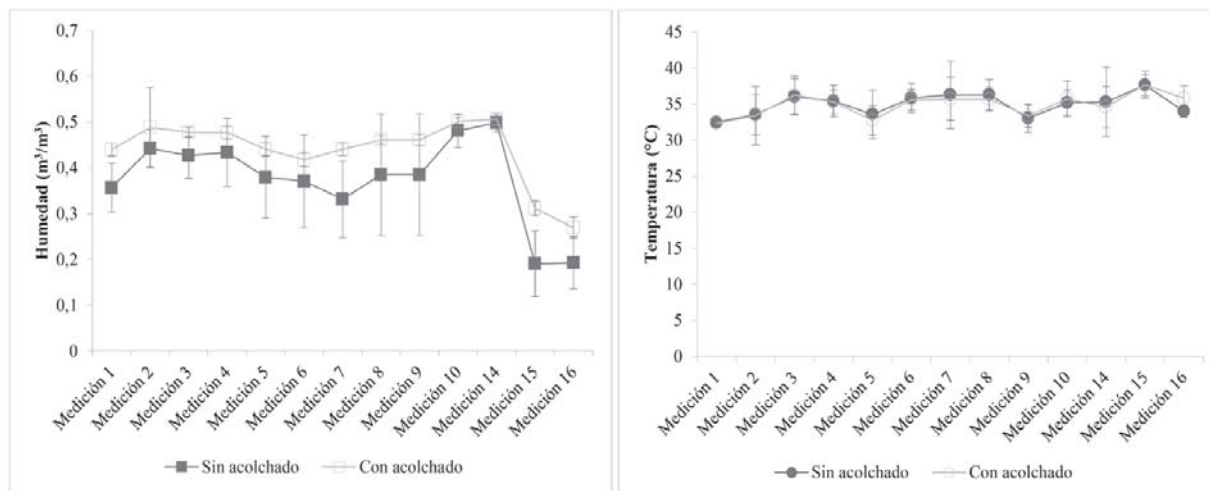 Humedad (m³/m³)
0,7
0,6
0,5
0,4
0,3
0,2
0,1
0
Medición 1
Medición 2
Medición 3
Medición 4
Medición 5
Medición 6
Medición 7
Medición 8
Medición 9
Medición 10
Medición 14
Medición 15
Medición 16
Sin acolchado Con acolchado
Temperatura (°C)
45
40
35
30
25
20
15
10
5
0
Medición 1
Medición 2
Medición 3
Medición 4
Medición 5
Medición 6
Medición 7
Medición 8
Medición 9
Medición 10
Medición 14
Medición 15
Medición 16
Sin acolchado Con acolchado